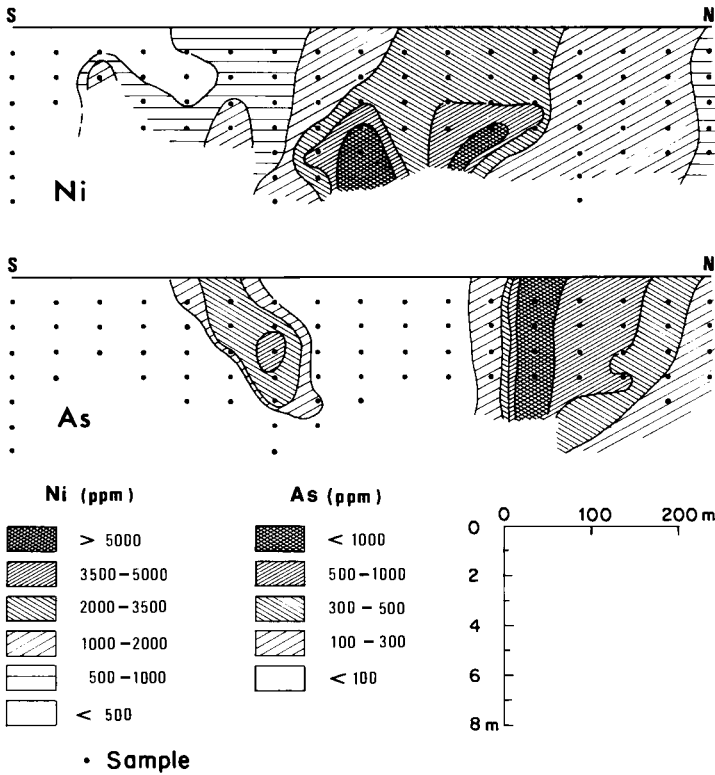 S N
Ni
S N
As
Ni (ppm)
> 5000
3500-5000
2000-3500
1000-2000
500-1000
< 500
As (ppm)
< 1000
500-1000
300-500
100-300
< 100
• Sample
0 100 200 m
0
2
4
6
8 m